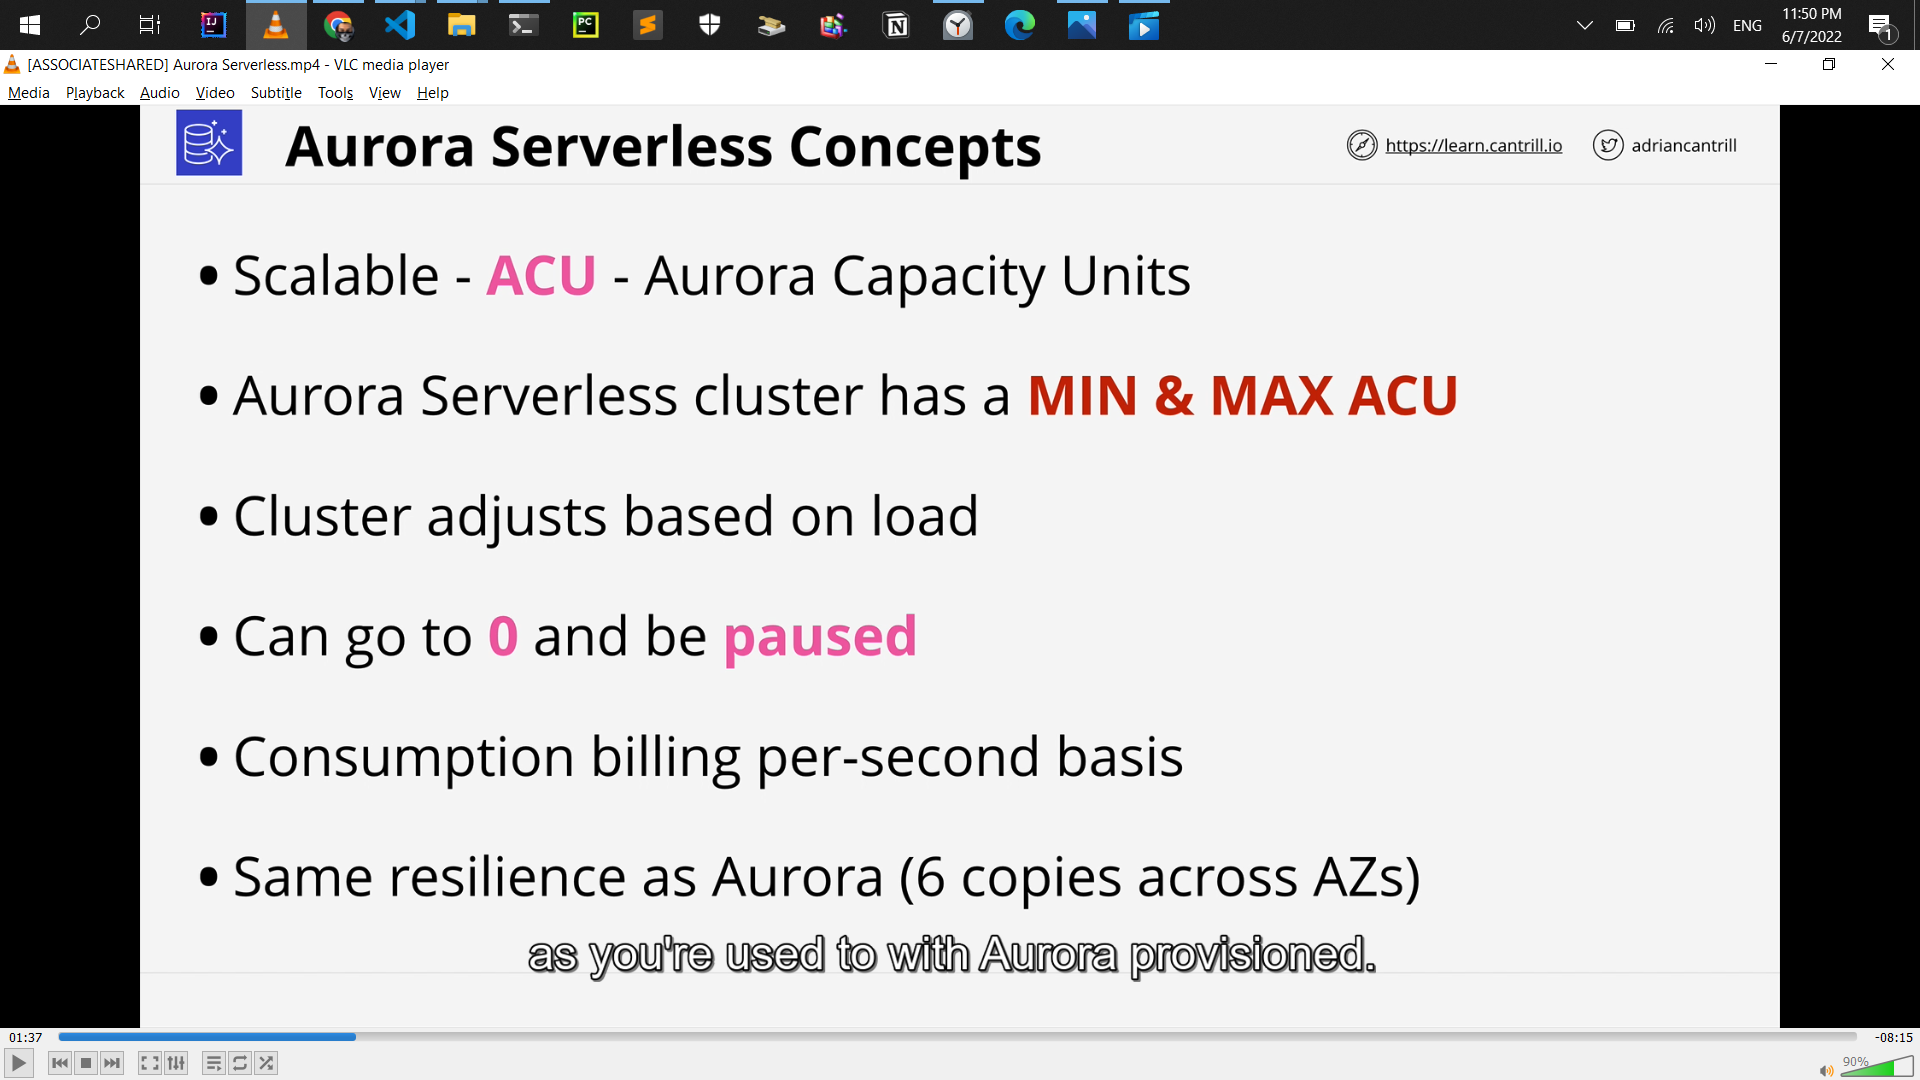 IJ
PC
N
ENG
11:50 PM
6/7/2022
1
[ASSOCIATESHARED] Aurora Serverless.mp4 - VLC media player
Media Playback Audio Video Subtitle Tools View Help
Aurora Serverless Concepts
https://learn.cantrill.io
adriancantrill
• Scalable - ACU - Aurora Capacity Units
• Aurora Serverless cluster has a MIN & MAX ACU
• Cluster adjusts based on load
• Can go to 0 and be paused
• Consumption billing per-second basis
• Same resilience as Aurora (6 copies across AZs)
as you're used to with Aurora provisioned.
01:37
-08:15
90%